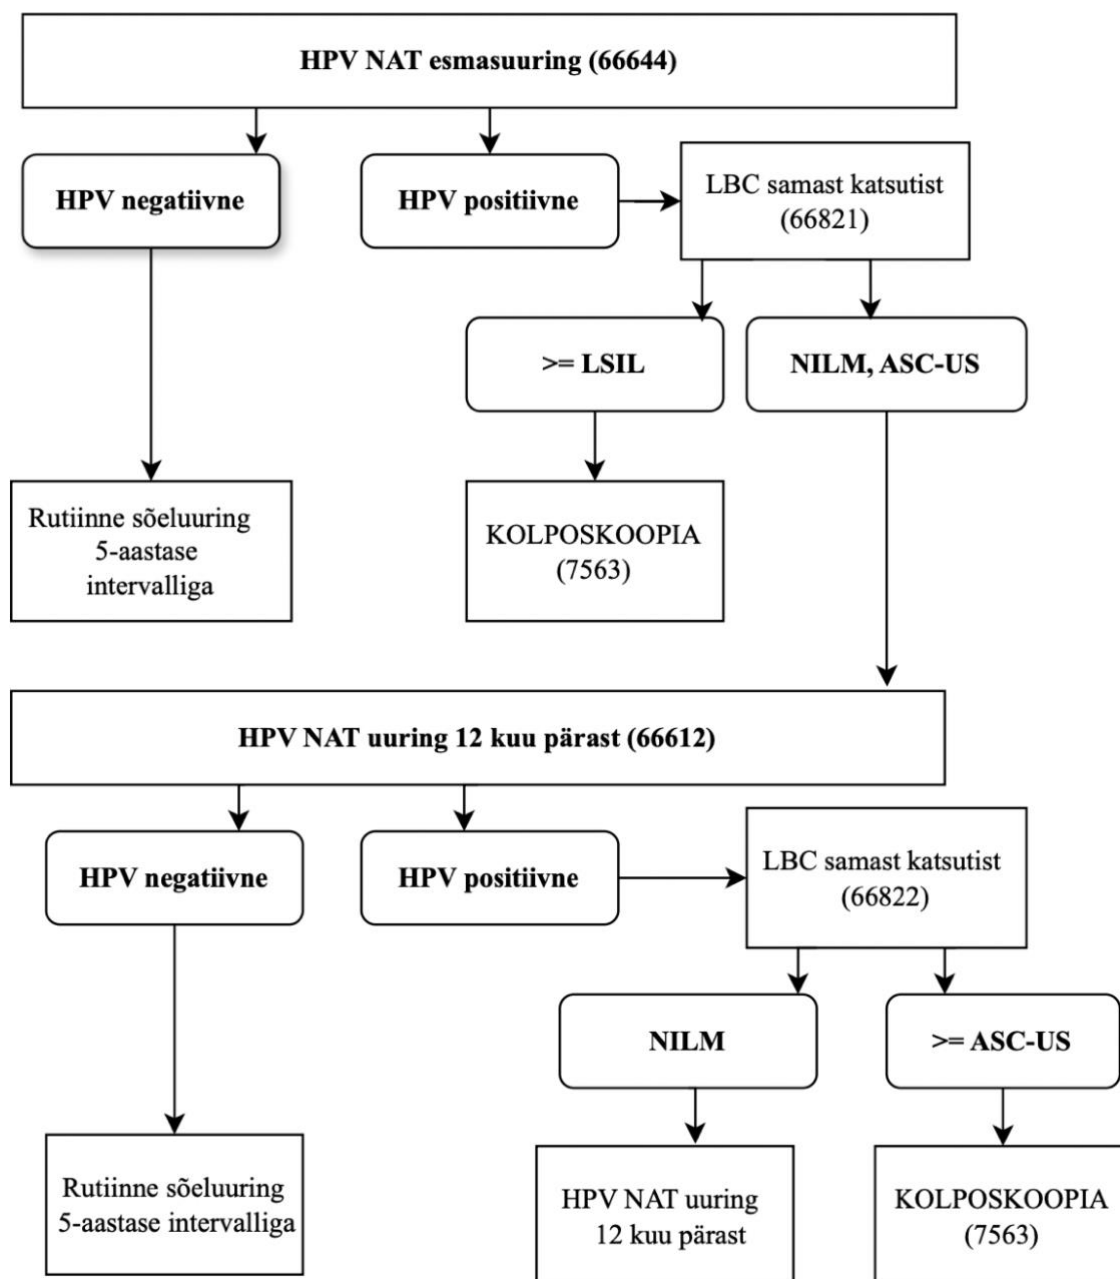 HPV NAT esmasuuring (66644)
HPV negatiivne
HPV positiivne
LBC samast katsutist
(66821)
>= LSIL
NILM, ASC-US
Rutiinne sõeluuring
5-aastase
intervalliga
KOLPOSKOOPIA
(7563)
HPV NAT uuring 12 kuu pärast (66612)
HPV negatiivne
HPV positiivne
LBC samast katsutist
(66822)
NILM
>= ASC-US
Rutiinne sõeluuring
5-aastase intervalliga
HPV NAT uuring
12 kuu pärast
KOLPOSKOOPIA
(7563)